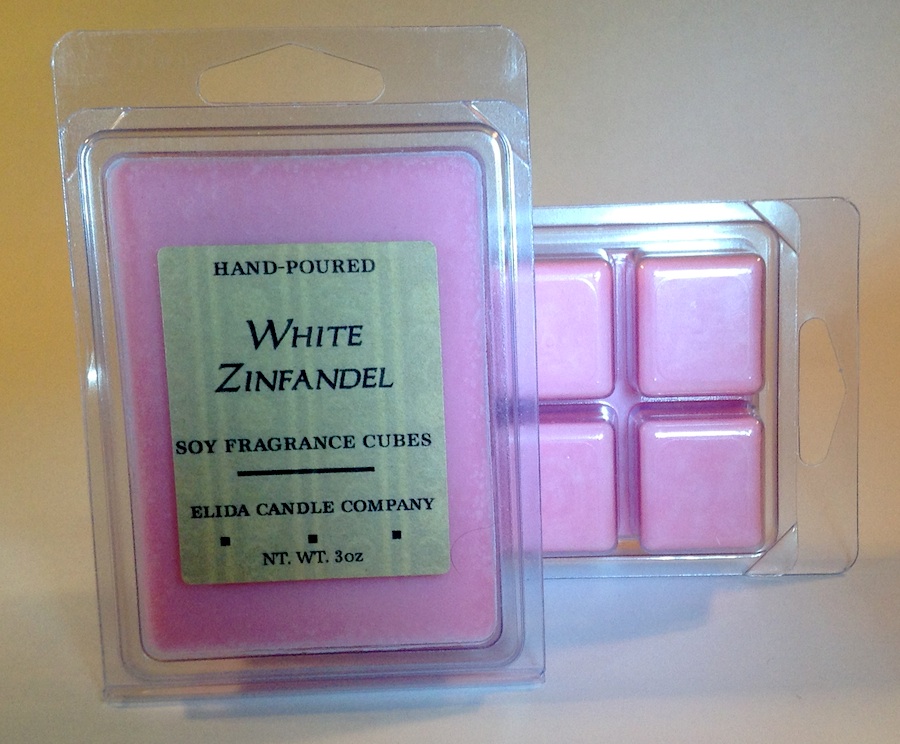 HAND-POURED
WHITE
ZINFANDEL
SOY FRAGRANCE CUBES
ELIDA CANDLE COMPANY
NT. WT. 3oz